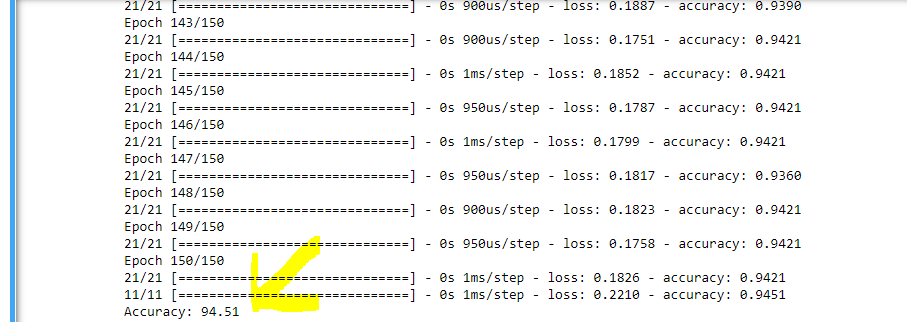 21/21 [==============================] - 0s 900us/step - loss: 0.1887 - accuracy: 0.9390
Epoch 143/150
21/21 [==============================] - 0s 900us/step - loss: 0.1751 - accuracy: 0.9421
Epoch 144/150
21/21 [==============================] - 0s 1ms/step - loss: 0.1852 - accuracy: 0.9421
Epoch 145/150
21/21 [==============================] - 0s 950us/step - loss: 0.1787 - accuracy: 0.9421
Epoch 146/150
21/21 [==============================] - 0s 1ms/step - loss: 0.1799 - accuracy: 0.9421
Epoch 147/150
21/21 [==============================] - 0s 950us/step - loss: 0.1817 - accuracy: 0.9360
Epoch 148/150
21/21 [==============================] - 0s 900us/step - loss: 0.1823 - accuracy: 0.9421
Epoch 149/150
21/21 [==============================] - 0s 950us/step - loss: 0.1758 - accuracy: 0.9421
Epoch 150/150
21/21 [==============================] - 0s 1ms/step - loss: 0.1826 - accuracy: 0.9421
11/11 [==============================] - 0s 1ms/step - loss: 0.2210 - accuracy: 0.9451
Accuracy: 94.51